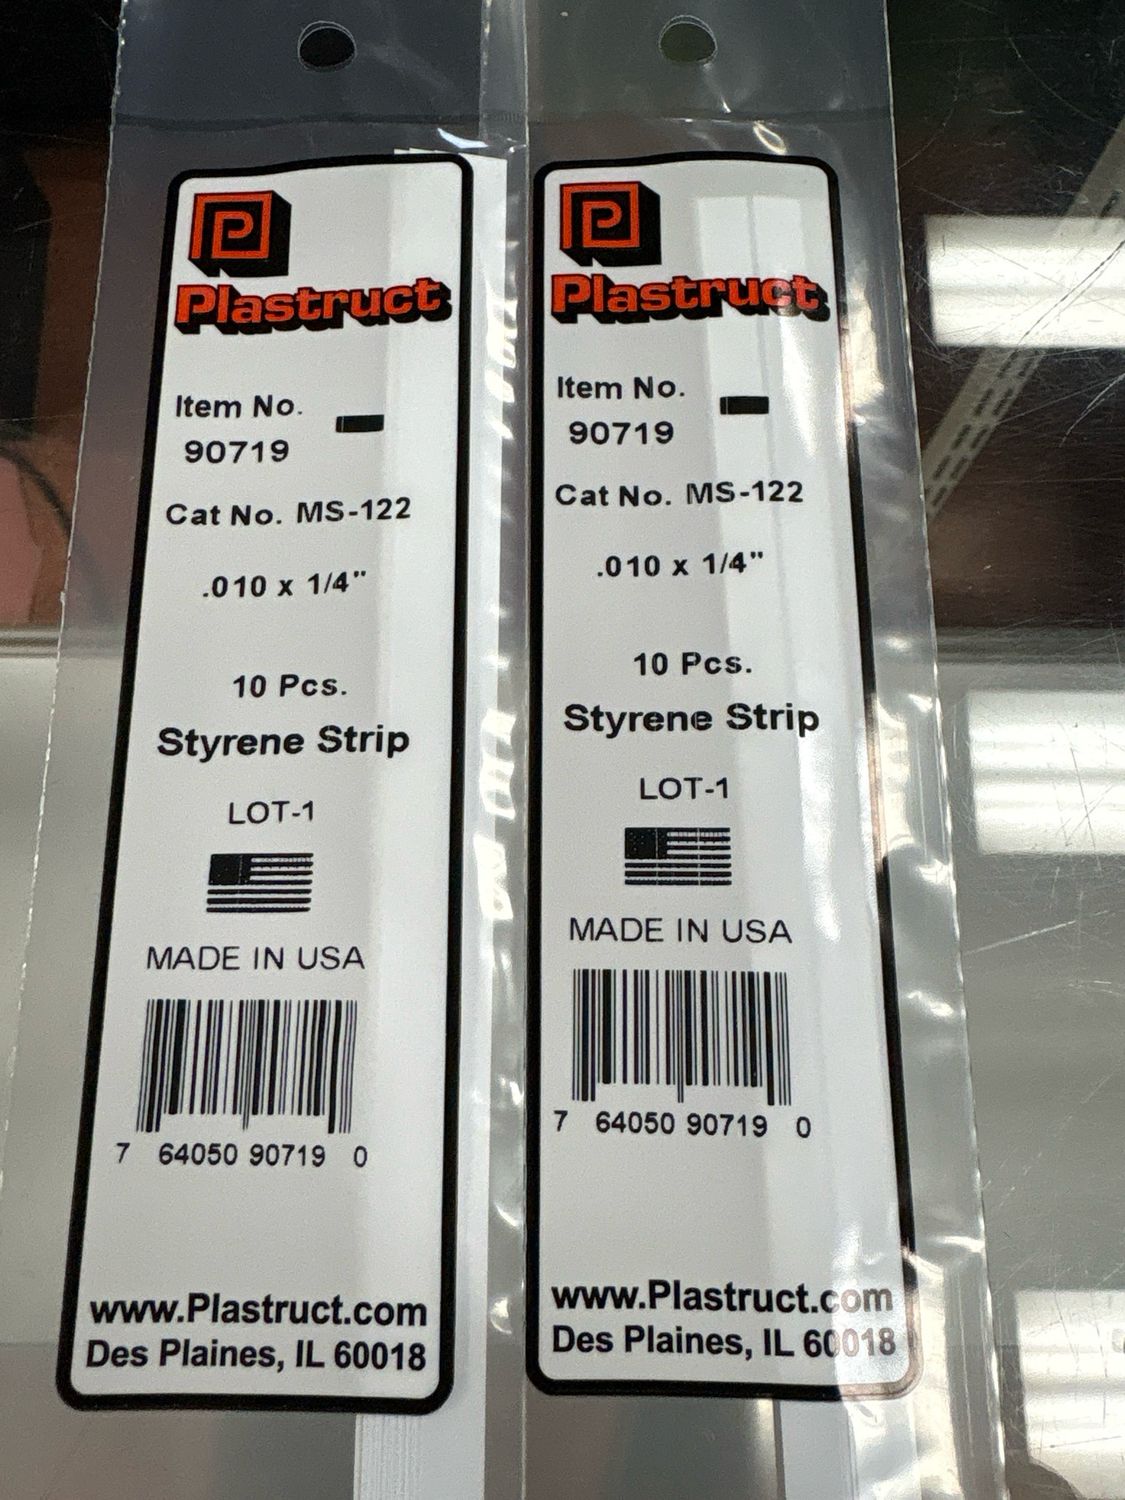 P
Plastruct
Item No.
90719
Cat No. MS-122
.010 x 1/4"
10 Pcs.
Styrene Strip
LOT-1
MADE IN USA
7 64050 90719 0
www.Plastruct.com
Des Plaines, IL 60018
P
Plastruct
Item No.
90719
Cat No. MS-122
.010 x 1/4"
10 Pcs.
Styrene Strip
LOT-1
MADE IN USA
7 64050 90719 0
www.Plastruct.com
Des Plaines, IL 60018